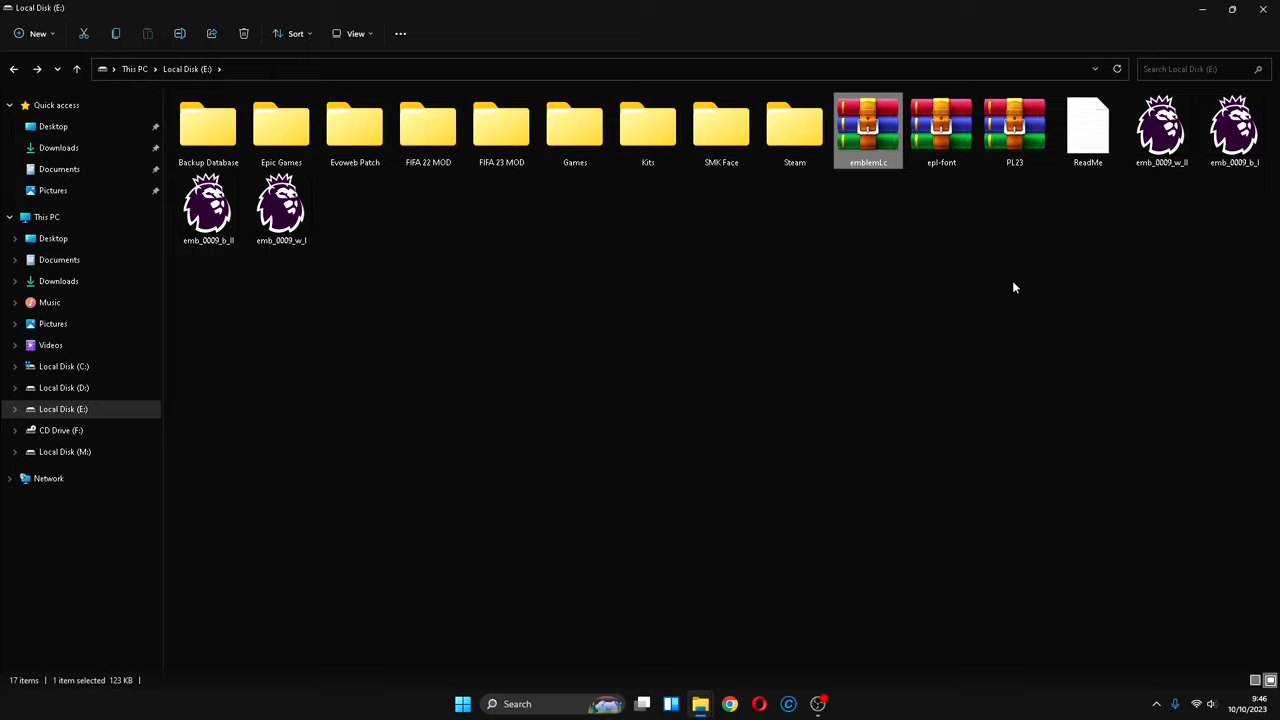 Local Disk (E:)
New
Sort
View
This PC
Local Disk (E:)
Search Local Disk (E:)
Quick access
Desktop
Downloads
Documents
Pictures
This PC
Desktop
Documents
Downloads
Music
Pictures
Videos
Local Disk (C:)
Local Disk (D:)
Local Disk (E:)
CD Drive (F:)
Local Disk (M:)
Network
Backup Database
Epic Games
Evoweb Patch
FIFA 22 MOD
FIFA 23 MOD
Games
Kits
SMK Face
Steam
emblemLc
epl-font
PL23
ReadMe
emb_0009_w_ll
emb_0009_b_l
emb_0009_b_ll
emb_0009_w_l
17 items
1 item selected 123 KB
Search
9:46
10/10/2023